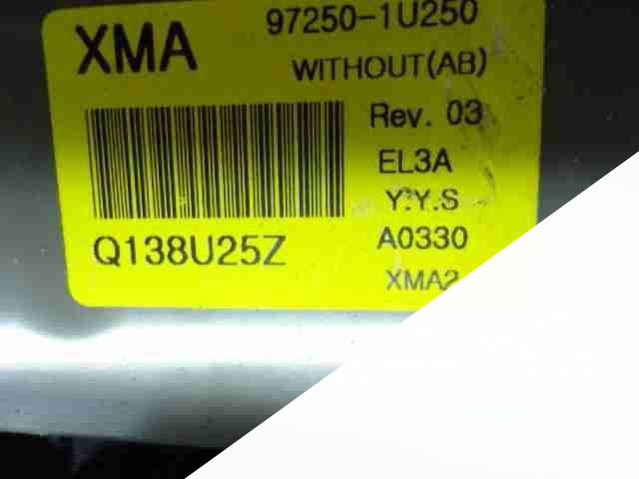 XMA
97250-1U250
WITHOUT(AB)
Rev. 03
EL3A
Y.Y.S
A0330
XMA2
Q138U25Z